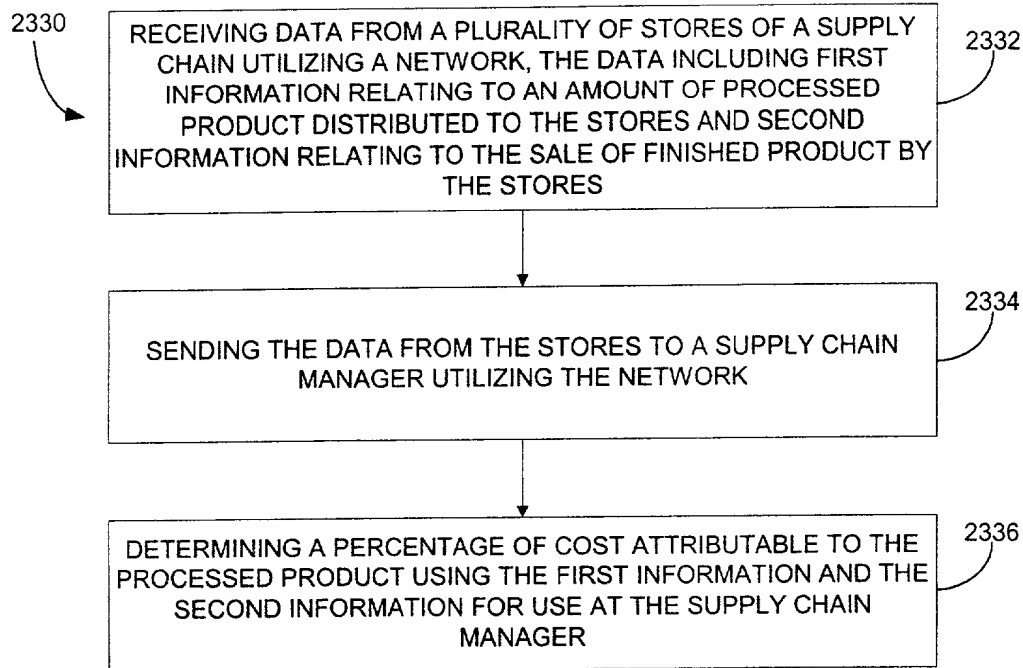 2330
RECEIVING DATA FROM A PLURALITY OF STORES OF A SUPPLY
CHAIN UTILIZING A NETWORK, THE DATA INCLUDING FIRST
INFORMATION RELATING TO AN AMOUNT OF PROCESSED
PRODUCT DISTRIBUTED TO THE STORES AND SECOND
INFORMATION RELATING TO THE SALE OF FINISHED PRODUCT BY
THE STORES
2332
SENDING THE DATA FROM THE STORES TO A SUPPLY CHAIN
MANAGER UTILIZING THE NETWORK
2334
DETERMINING A PERCENTAGE OF COST ATTRIBUTABLE TO THE
PROCESSED PRODUCT USING THE FIRST INFORMATION AND THE
SECOND INFORMATION FOR USE AT THE SUPPLY CHAIN
MANAGER
2336